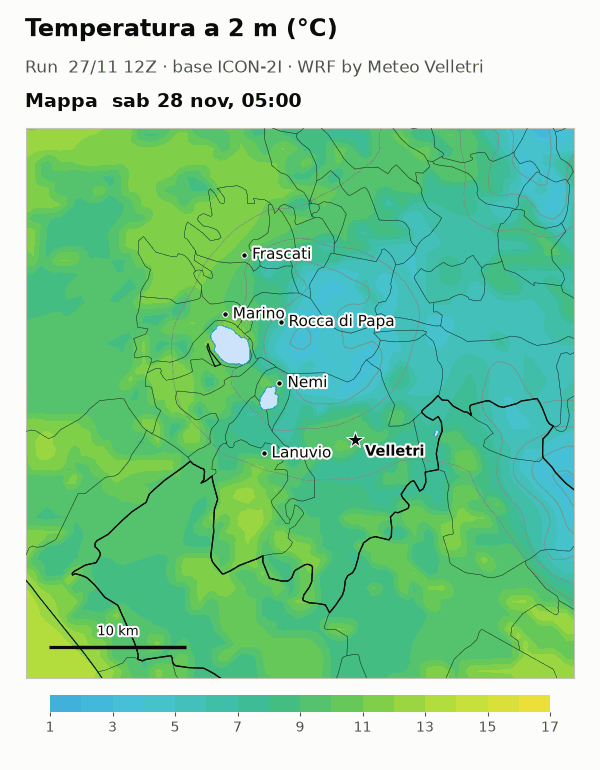 Temperatura a 2 m (°C)
Run  27/11 12Z · base ICON-2I · WRF by Meteo Velletri
Mappa  sab 28 nov, 05:00
Frascati
Marino
Rocca di Papa
Nemi
Velletri
Lanuvio
10 km
1 3 5 7 9 11 13 15 17